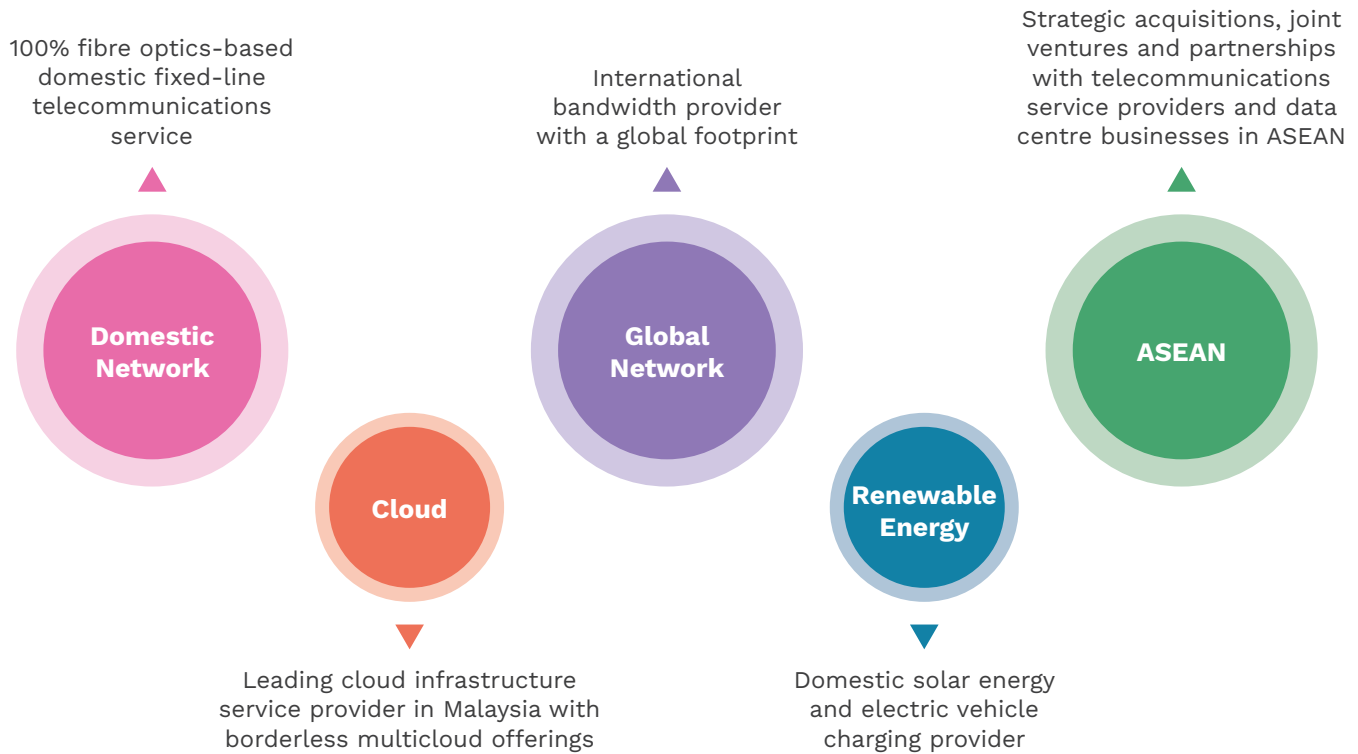 100% fibre optics-based
domestic fixed-line
telecommunications
service
Domestic
Network
Cloud
Leading cloud infrastructure
service provider in Malaysia with
borderless multicloud offerings
International
bandwidth provider
with a global footprint
Global
Network
Renewable
Energy
Domestic solar energy
and electric vehicle
charging provider
Strategic acquisitions, joint
ventures and partnerships
with telecommunications
service providers and data
centre businesses in ASEAN
ASEAN